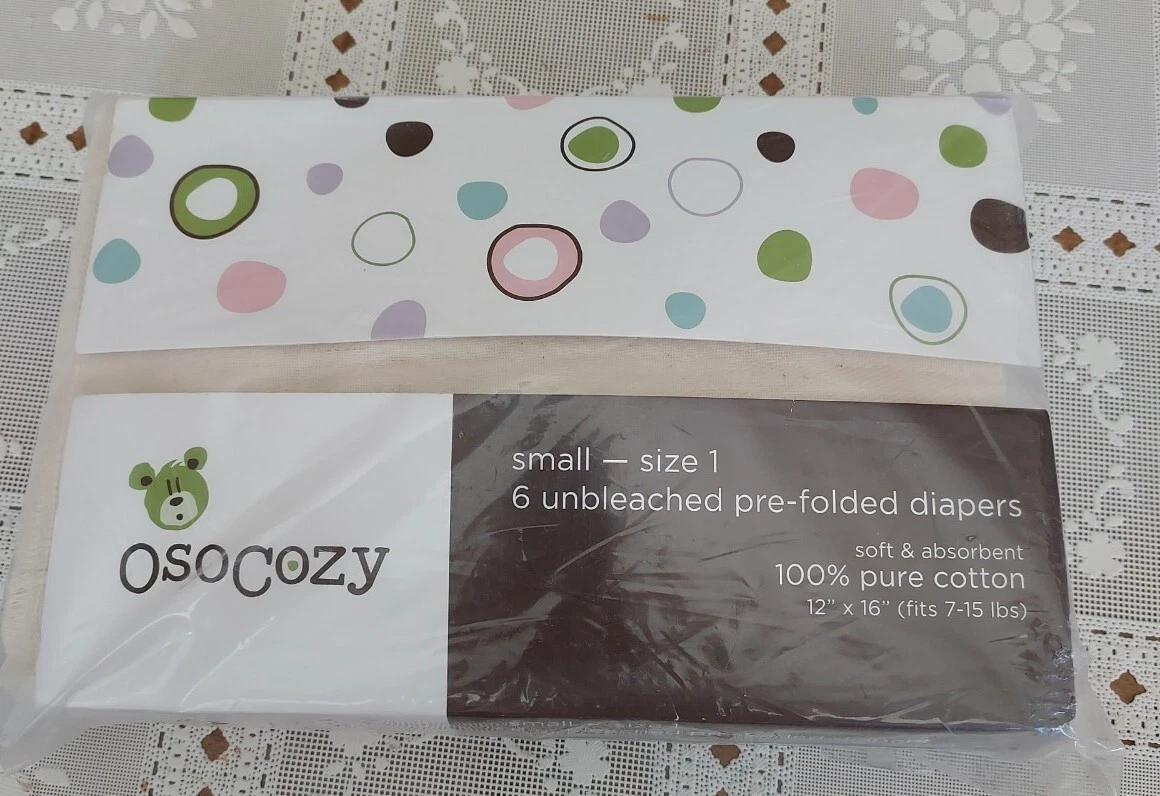 OsoCozy
small — size 1
6 unbleached pre-folded diapers
soft & absorbent
100% pure cotton
12” x 16” (fits 7-15 lbs)
small